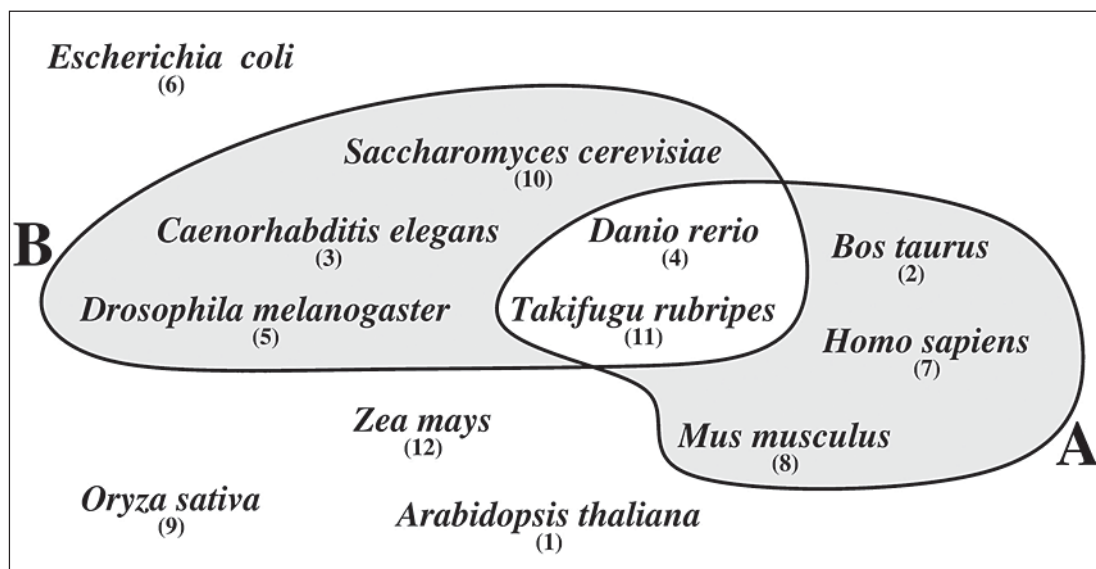 Escherichia coli
(6)
Saccharomyces cerevisiae
(10)
B
Caenorhabditis elegans
(3)
Danio rerio
(4)
Bos taurus
(2)
Drosophila melanogaster
(5)
Takifugu rubripes
(11)
Homo sapiens
(7)
Zea mays
(12)
Mus musculus
(8)
A
Oryza sativa
(9)
Arabidopsis thaliana
(1)